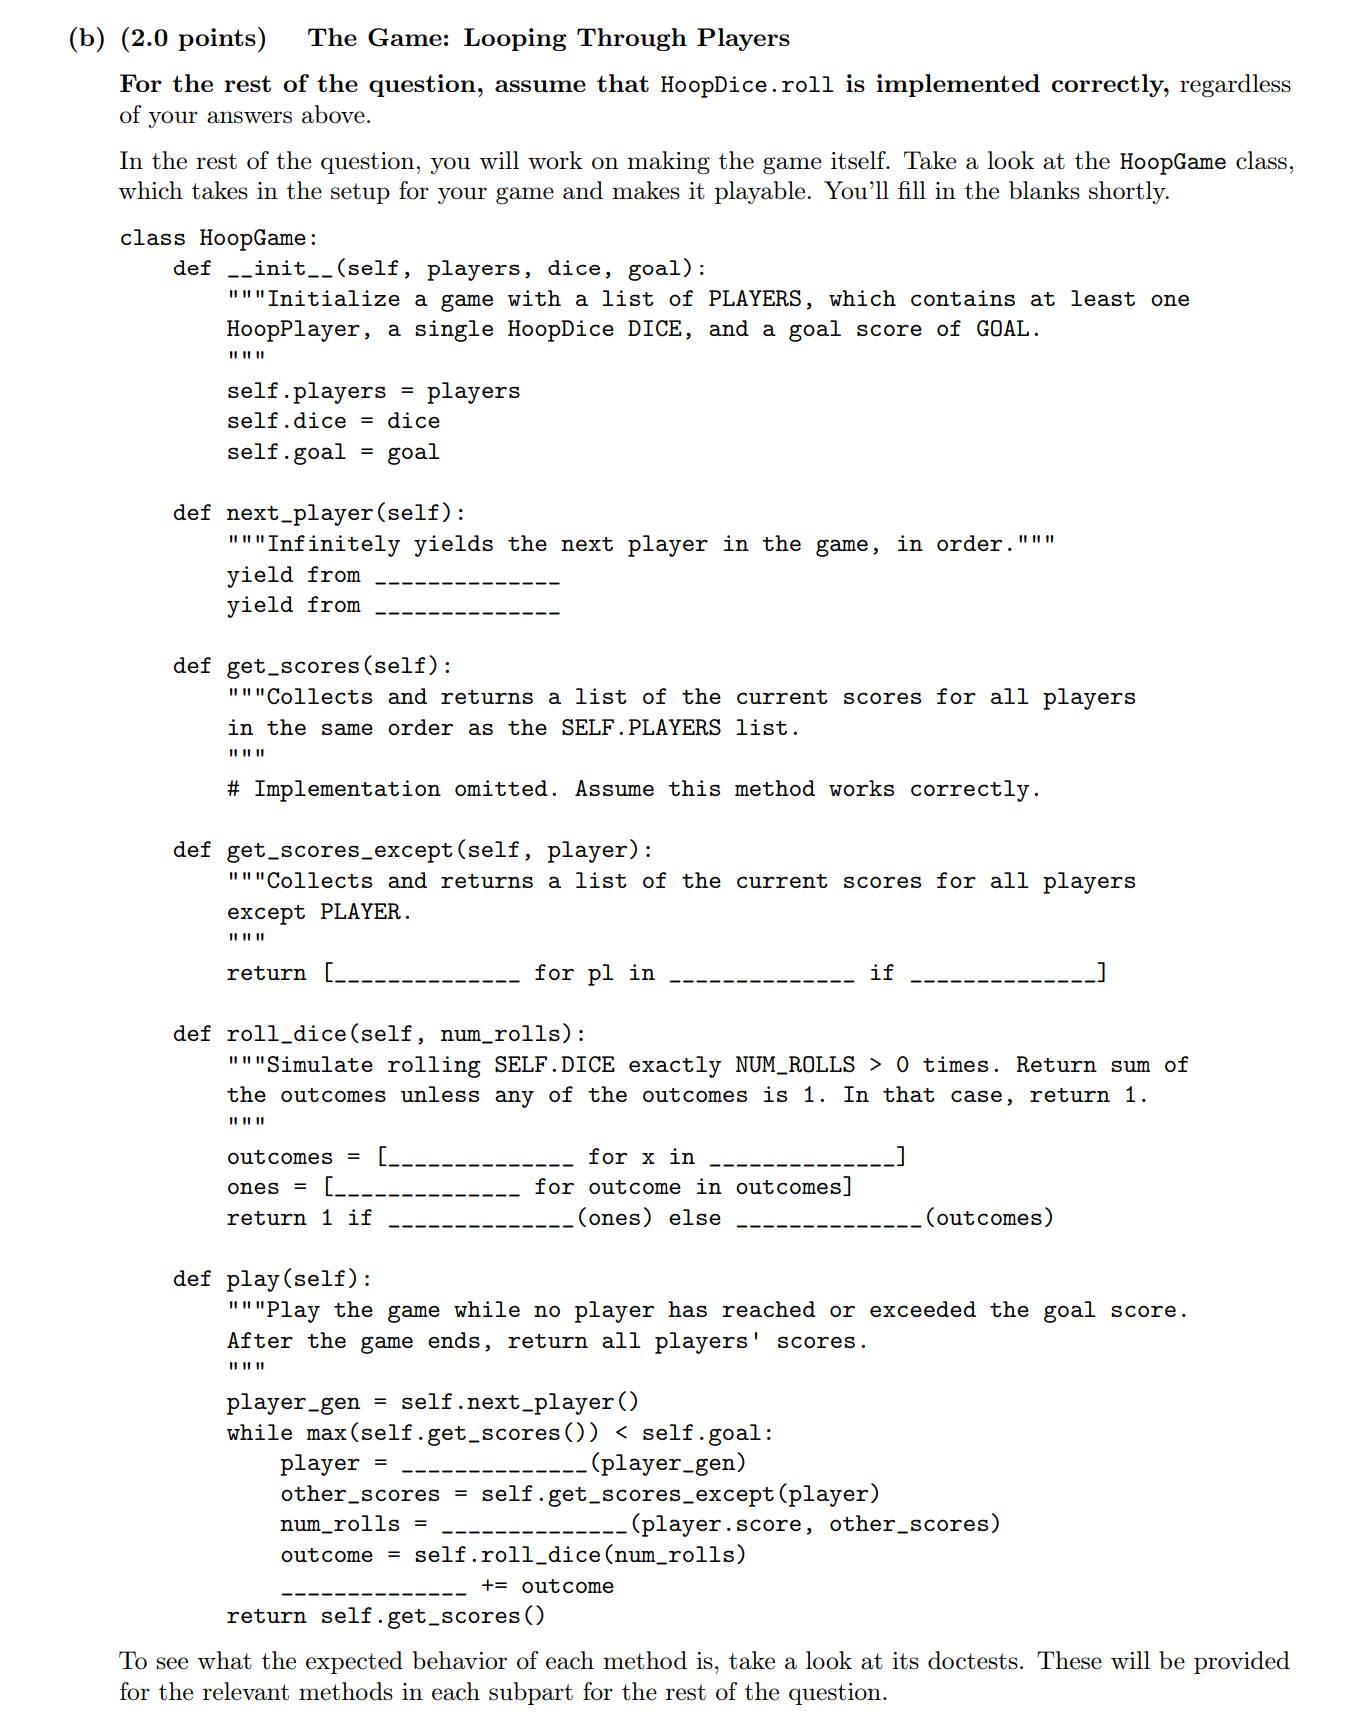 (b) (2.0 points) The Game: Looping Through Players
For the rest of the question, assume that HoopDice.roll is implemented correctly, regardless
of your answers above.
In the rest of the question, you will work on making the game itself. Take a look at the HoopGame class,
which takes in the setup for your game and makes it playable. You'll fill in the blanks shortly.
class HoopGame:
    def __init__(self, players, dice, goal):
        """Initialize a game with a list of PLAYERS, which contains at least one
        HoopPlayer, a single HoopDice DICE, and a goal score of GOAL.
        """
        self.players = players
        self.dice = dice
        self.goal = goal

    def next_player(self):
        """Infinitely yields the next player in the game, in order."""
        yield from ______________
        yield from ______________

    def get_scores(self):
        """Collects and returns a list of the current scores for all players
        in the same order as the SELF.PLAYERS list.
        """
        # Implementation omitted. Assume this method works correctly.

    def get_scores_except(self, player):
        """Collects and returns a list of the current scores for all players
        except PLAYER.
        """
        return [______________ for pl in ______________ if ______________]

    def roll_dice(self, num_rolls):
        """Simulate rolling SELF.DICE exactly NUM_ROLLS > 0 times. Return sum of
        the outcomes unless any of the outcomes is 1. In that case, return 1.
        """
        outcomes = [______________ for x in ______________]
        ones = [______________ for outcome in outcomes]
        return 1 if ______________(ones) else ______________(outcomes)

    def play(self):
        """Play the game while no player has reached or exceeded the goal score.
        After the game ends, return all players' scores.
        """
        player_gen = self.next_player()
        while max(self.get_scores()) < self.goal:
            player = ______________(player_gen)
            other_scores = self.get_scores_except(player)
            num_rolls = ______________(player.score, other_scores)
            outcome = self.roll_dice(num_rolls)
            ______________ += outcome
        return self.get_scores()
To see what the expected behavior of each method is, take a look at its doctests. These will be provided
for the relevant methods in each subpart for the rest of the question.